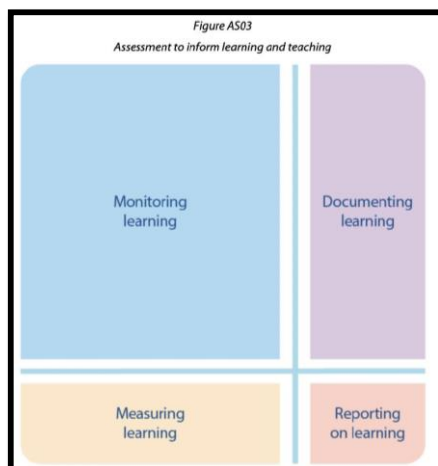 Figure AS03
Assessment to inform learning and teaching
Monitoring
learning
Documenting
learning
Measuring
learning
Reporting
on learning